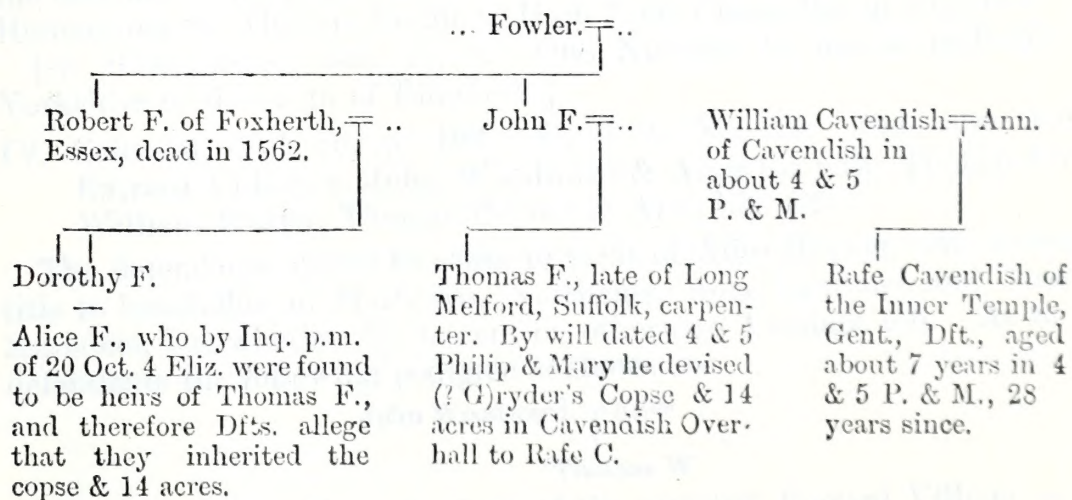 ... Fowler.=..
Robert F. of Foxherth,= ..
Essex, dead in 1562.
John F.=..
William Cavendish=Ann.
of Cavendish in
about 4 & 5
P. & M.
Dorothy F.
Alice F., who by Inq. p.m.
of 20 Oct. 4 Eliz. were found
to be heirs of Thomas F.,
and therefore Dfts. allege
that they inherited the
copse & 14 acres.
Thomas F., late of Long
Melford, Suffolk, carpen-
ter. By will dated 4 & 5
Philip & Mary he devised
(? G)ryder's Copse & 14
acres in Cavendish Over-
hall to Rafe C.
Rafe Cavendish of
the Inner Temple,
Gent., Dft., aged
about 7 years in 4
& 5 P. & M., 28
years since.